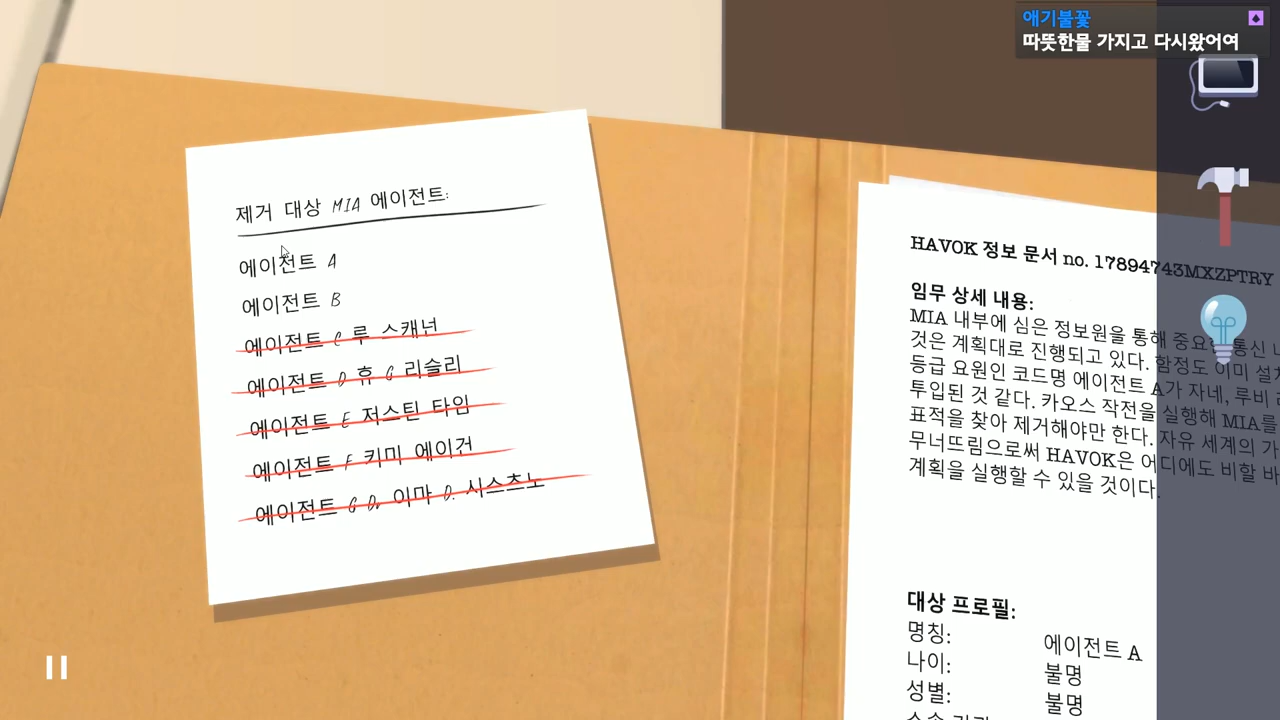 애기불꽃
따뜻한물 가지고 다시왔어여
제거 대상 MIA 에이전트:
에이전트 A
에이전트 B
에이전트 C 루 스캐너
에이전트 D 휴 G 리슬리
에이전트 E 저스틴 타임
에이전트 F 키미 에이건
에이전트 G D. 이마 D. 시스츠노
HAVOK 정보 문서 no. 17894743MXZPTRY
임무 상세 내용:
MIA 내부에 심은 정보원을 통해 중요한 통신
것은 계획대로 진행되고 있다. 함정도 이미 설치
등급 요원인 코드명 에이전트 A가 자네, 루비
투입된 것 같다. 카오스 작전을 실행해 MIA를
표적을 찾아 제거해야만 한다. 자유 세계의
무너뜨림으로써 HAVOK은 어디에도 비할 바
계획을 실행할 수 있을 것이다.
대상 프로필:
명칭: 에이전트 A
나이: 불명
성별: 불명